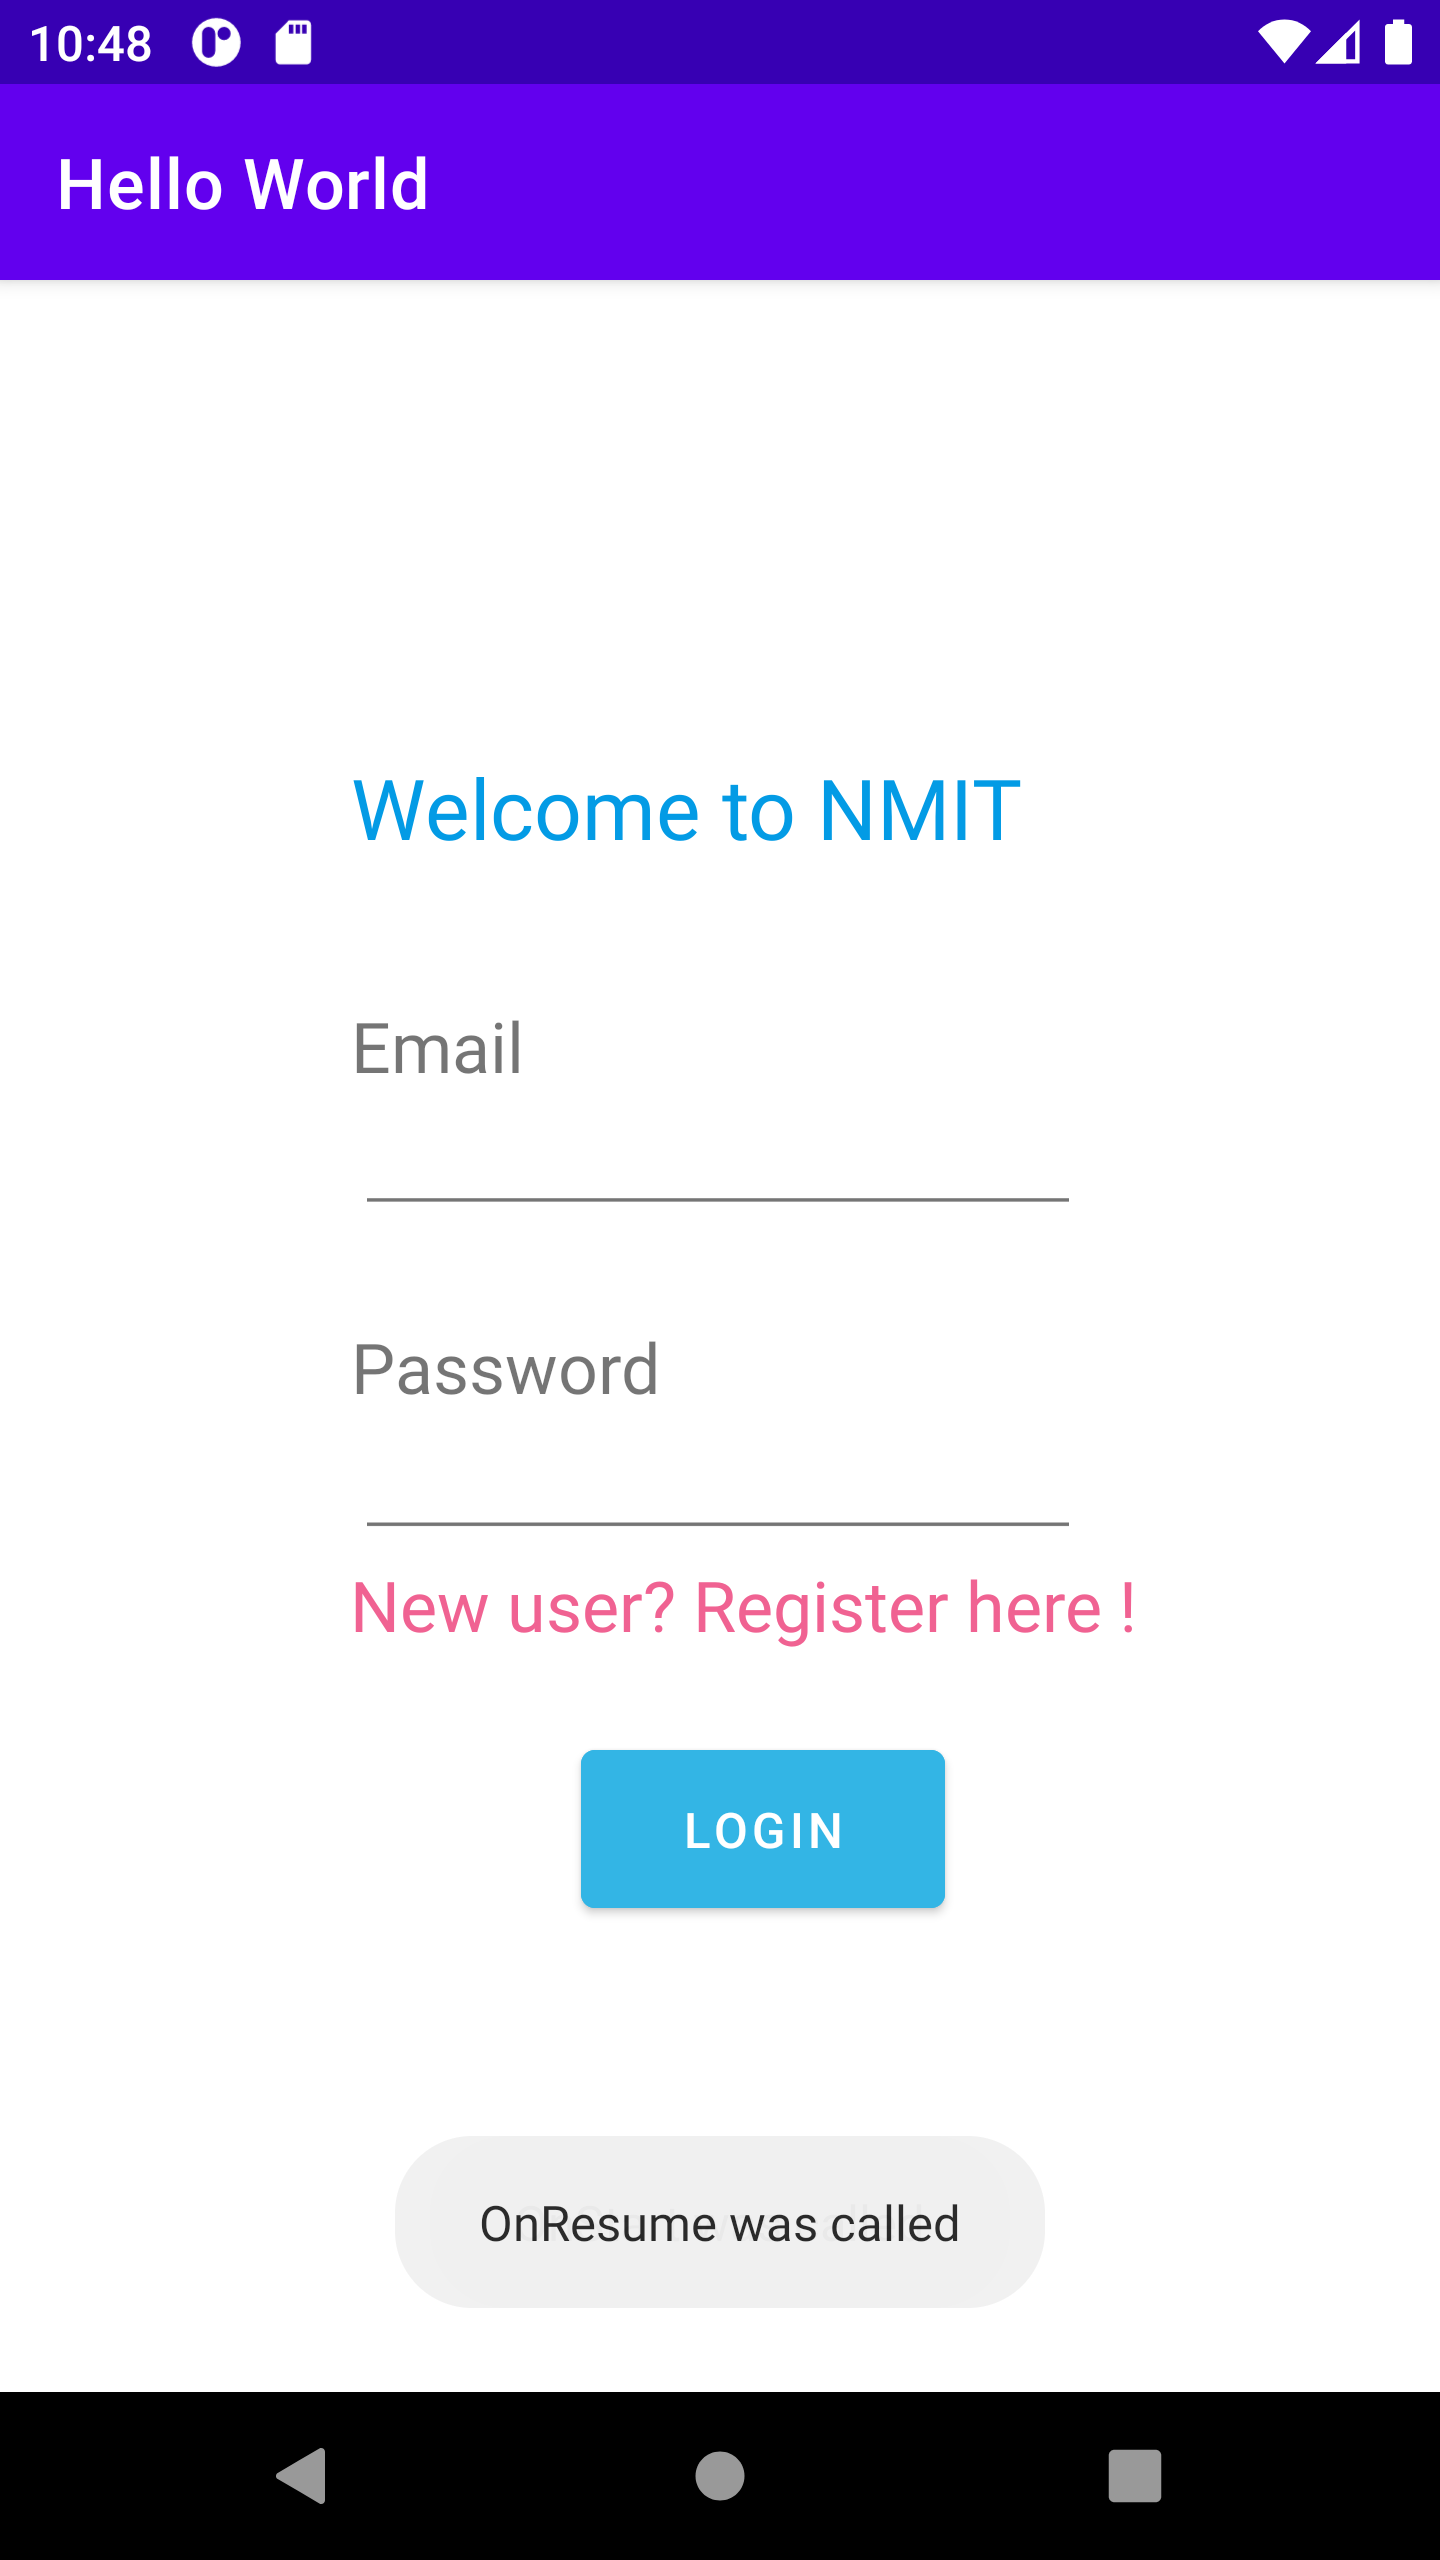 10:48
Hello World
Welcome to NMIT
Email
Password
New user? Register here !
LOGIN
OnResume was called